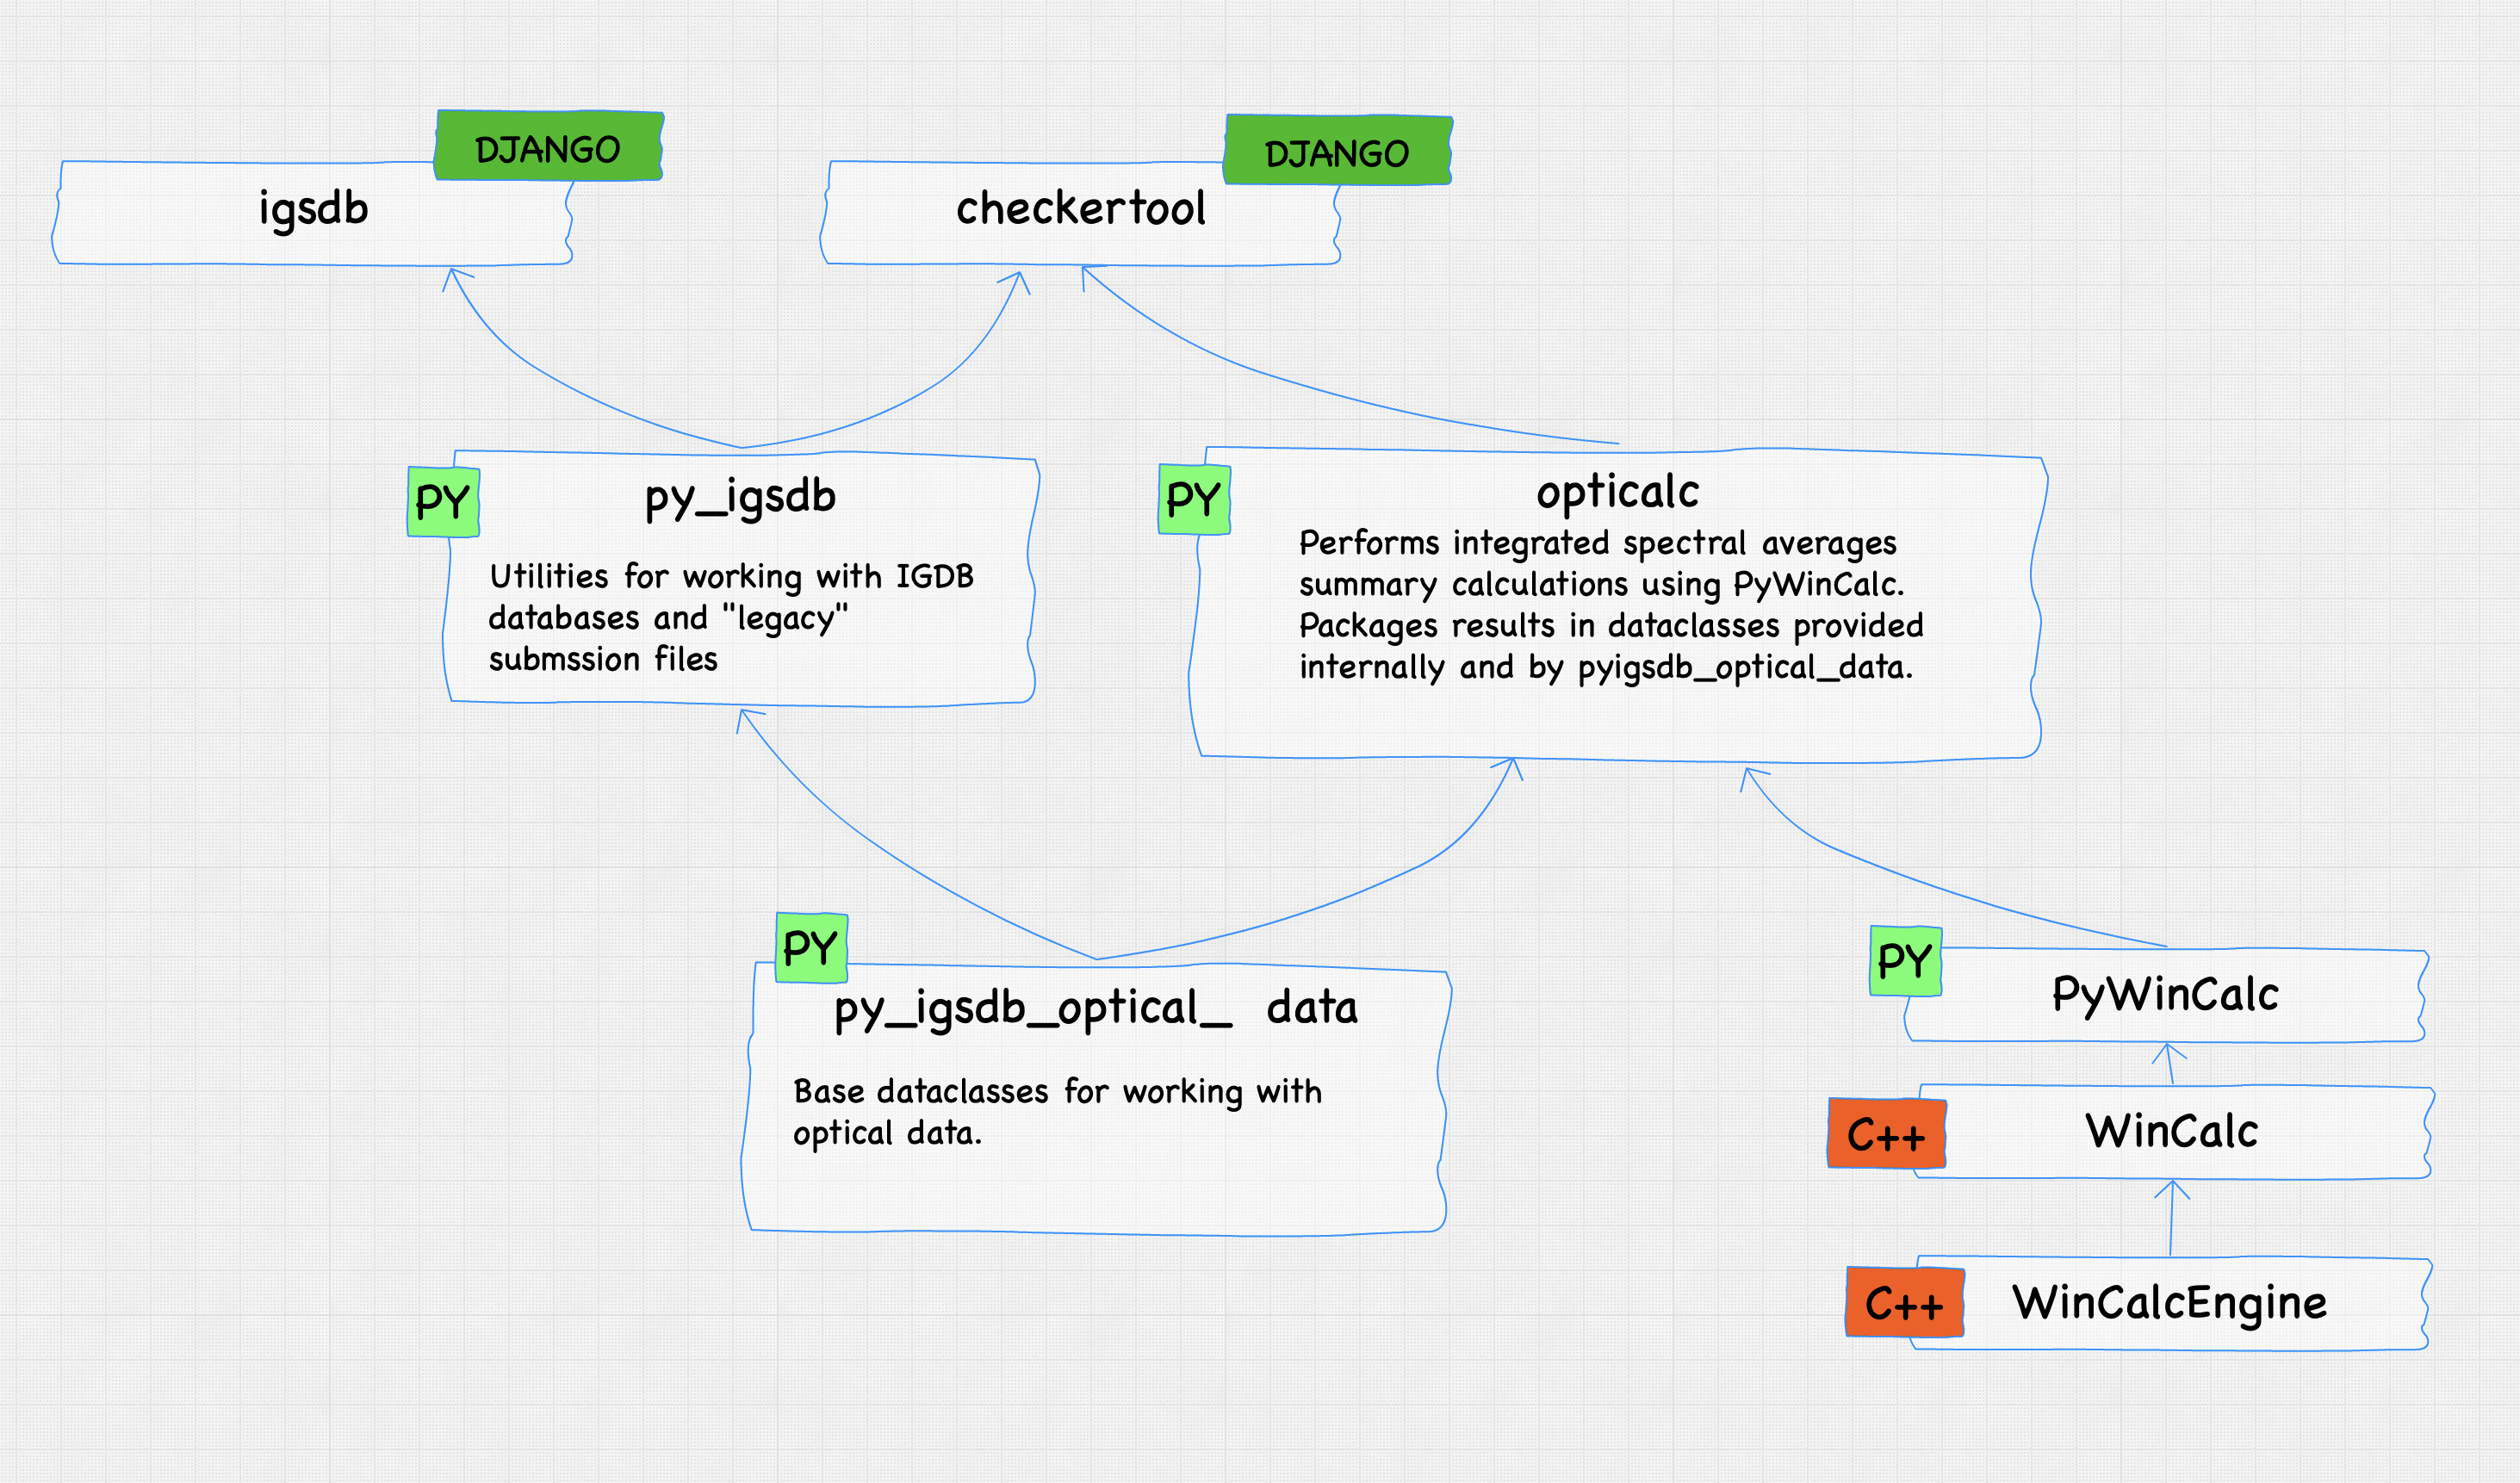 DJANGO
igsdb
DJANGO
checkertool
PY
py_igsdb
Utilities for working with IGDB
databases and "legacy"
submssion files
PY
opticalc
Performs integrated spectral averages
summary calculations using PyWinCalc.
Packages results in dataclasses provided
internally and by pyigsdb_optical_data.
PY
py_igsdb_optical_ data
Base dataclasses for working with
optical data.
PY
PyWinCalc
C++
WinCalc
C++
WinCalcEngine